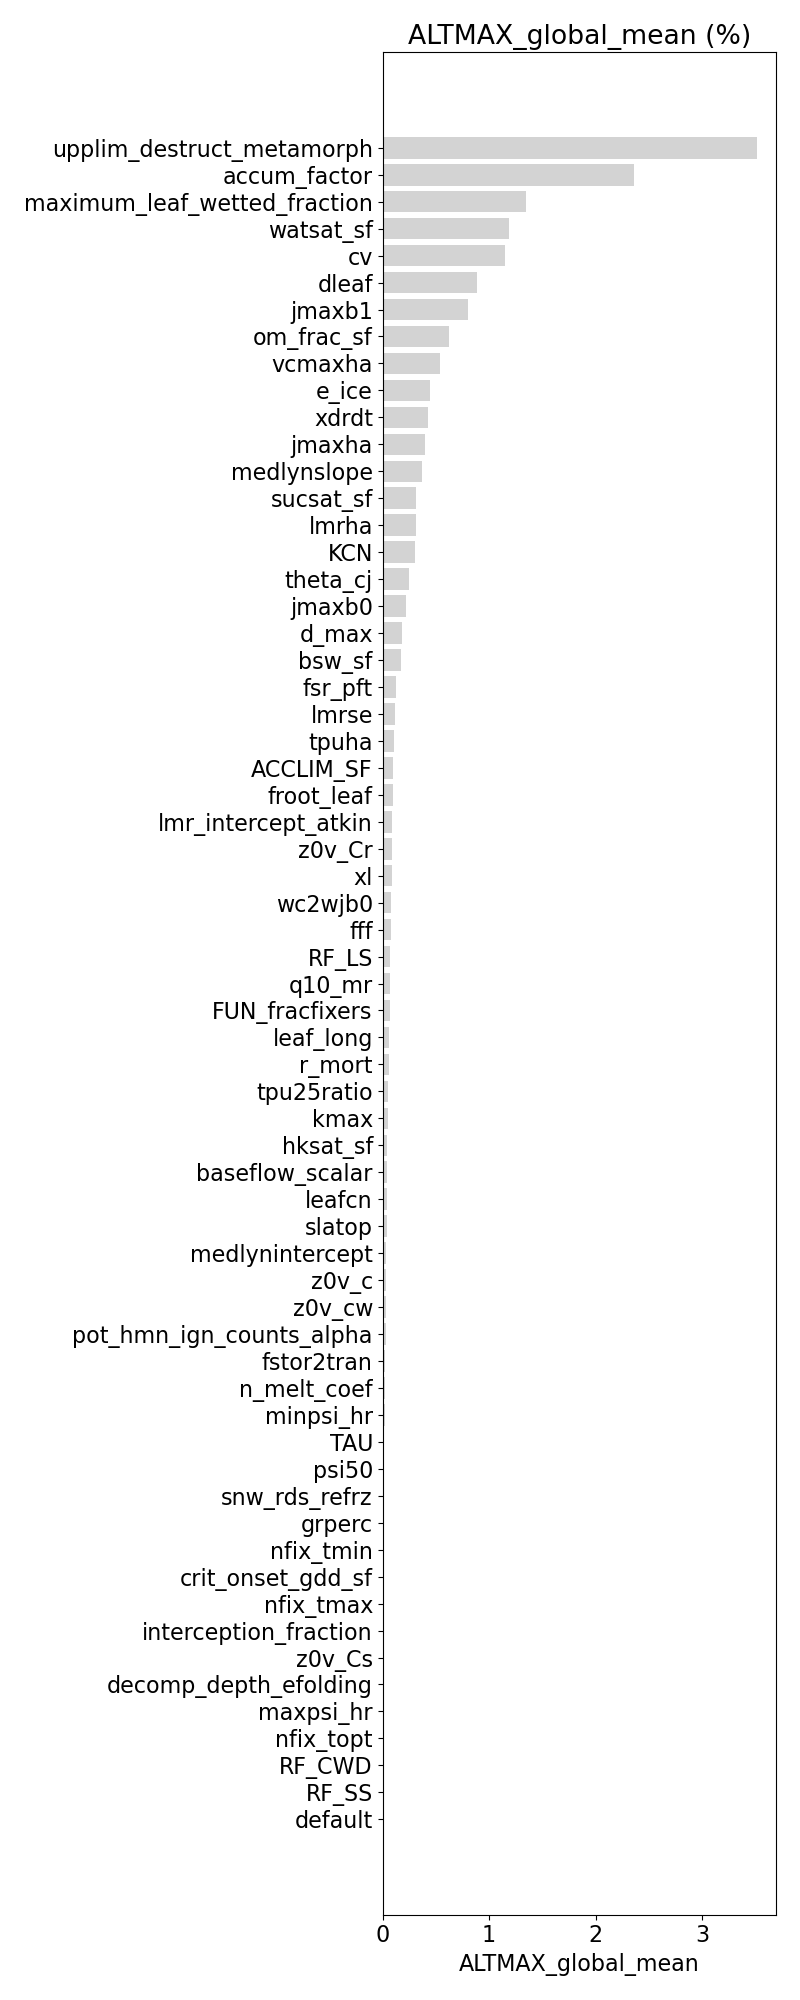 ALTMAX_global_mean (%)
upplim_destruct_metamorph
accum_factor
maximum_leaf_wetted_fraction
watsat_sf
cv
dleaf
jmaxb1
om_frac_sf
vcmaxha
e_ice
xdrdt
jmaxha
medlynslope
sucsat_sf
lmrha
KCN
theta_cj
jmaxb0
d_max
bsw_sf
fsr_pft
lmrse
tpuha
ACCLIM_SF
froot_leaf
lmr_intercept_atkin
z0v_Cr
xl
wc2wjb0
fff
RF_LS
q10_mr
FUN_fracfixers
leaf_long
r_mort
tpu25ratio
kmax
hksat_sf
baseflow_scalar
leafcn
slatop
medlynintercept
z0v_c
z0v_cw
pot_hmn_ign_counts_alpha
fstor2tran
n_melt_coef
minpsi_hr
TAU
psi50
snw_rds_refrz
grperc
nfix_tmin
crit_onset_gdd_sf
nfix_tmax
interception_fraction
z0v_Cs
decomp_depth_efolding
maxpsi_hr
nfix_topt
RF_CWD
RF_SS
default
0 1 2 3
ALTMAX_global_mean